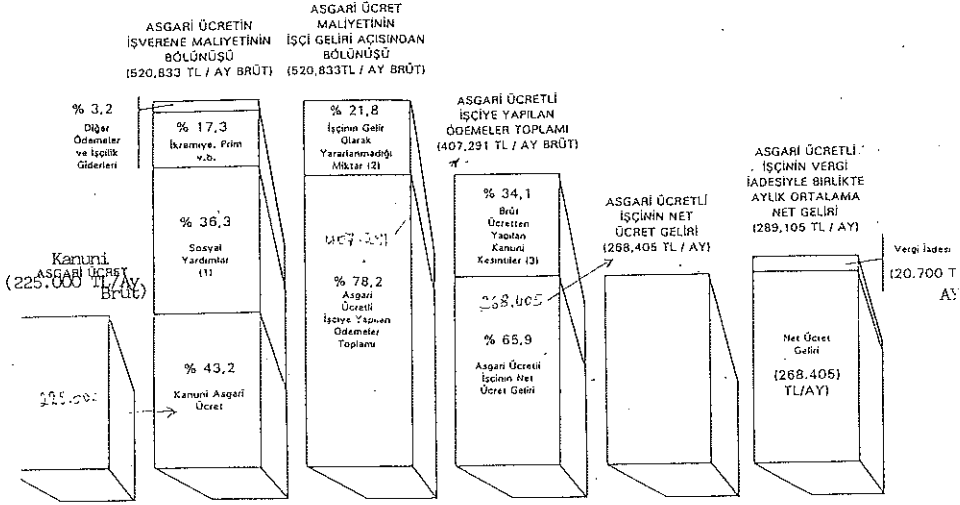 ASGARİ ÜCRETİN
İŞVERENE MALİYETİNİN
BÖLÜNÜŞÜ
(520,833 TL / AY BRÜT)
% 3,2
Diğer
Ödemeler
ve İşçilik
Giderleri
% 17,3
İkramiye, Prim
v.b.
% 36,3
Sosyal
Yardımlar
(1)
% 43,2
Kanuni Asgari
Ücret
Kanuni
ASGARİ ÜCRET
(225.000 TL/Ay
Brüt)
225.000
ASGARİ ÜCRET
MALİYETİNİN
İŞÇİ GELİRİ AÇISINDAN
BÖLÜNÜŞÜ
(520,833TL / AY BRÜT)
% 21,8
İşçinin Gelir
Olarak
Yararlanmadığı
Miktar (2)
407.291
% 78,2
Asgari
Ücretli
İşçiye Yapılan
Ödemeler
Toplamı
ASGARİ ÜCRETLİ
İŞÇİYE YAPILAN
ÖDEMELER TOPLAMI
(407,291 TL / AY BRÜT)
% 34,1
Brüt
Ücretten
Yapılan
Kanuni
Kesintiler (3)
268.405
% 65,9
Asgari Ücretli
İşçinin Net
Ücret Geliri
ASGARİ ÜCRETLİ
İŞÇİNİN NET
ÜCRET GELİRİ
(268,405 TL / AY)
ASGARİ ÜCRETLİ
İŞÇİNİN VERGİ
İADESİYLE BİRLİKTE
AYLIK ORTALAMA
NET GELİRİ
(289,105 TL / AY)
Vergi İadesi
(20.700 T
AY
Net Ücret
Geliri
(268.405)
TL/AY)